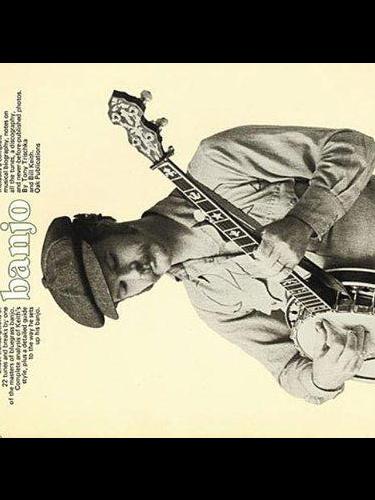 22 tunes and breaks by one
of the masters of bluegrass banjo.
Complete analysis of Keith's
style, plus a detailed guide
to the way he sets
up his banjo.
banjo
musical biography, notes on
all the tunes, a discography,
and never-before-published photos.
By Tony Trischka
and Bill Keith.
Oak Publications